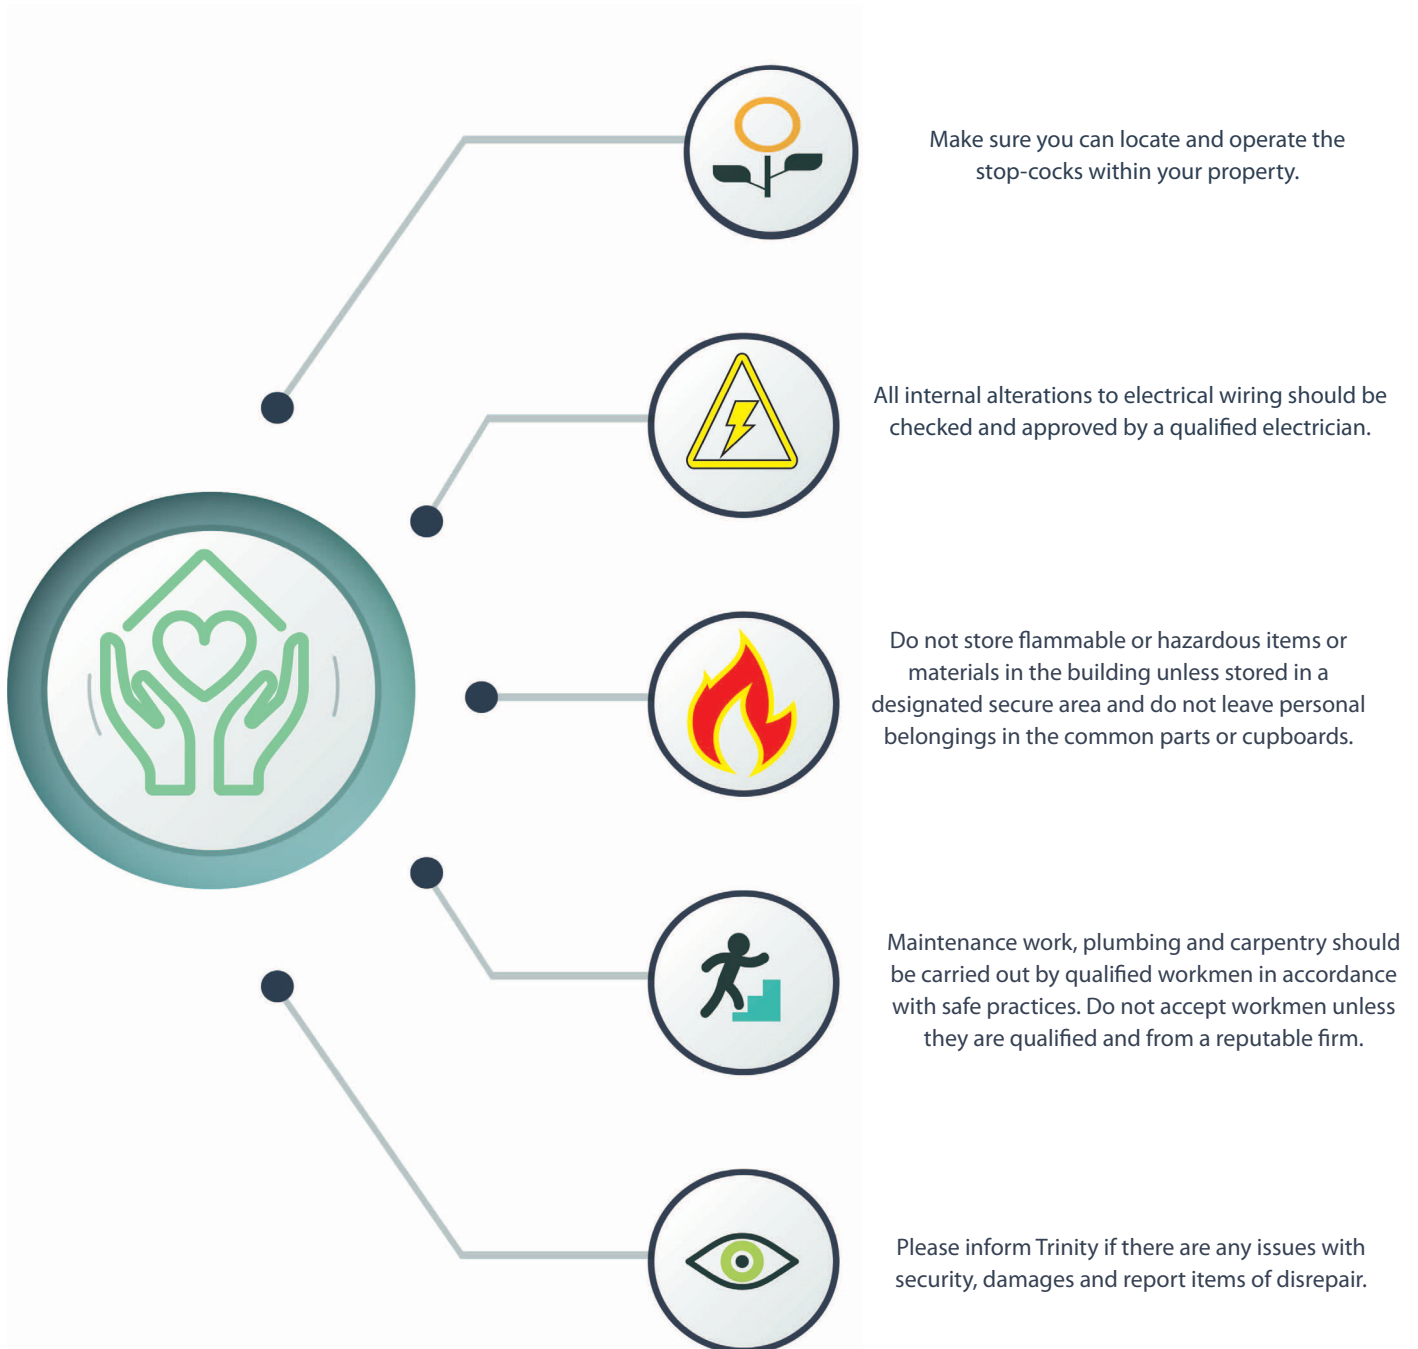 Make sure you can locate and operate the
stop-cocks within your property.
All internal alterations to electrical wiring should be
checked and approved by a qualified electrician.
Do not store flammable or hazardous items or
materials in the building unless stored in a
designated secure area and do not leave personal
belongings in the common parts or cupboards.
Maintenance work, plumbing and carpentry should
be carried out by qualified workmen in accordance
with safe practices. Do not accept workmen unless
they are qualified and from a reputable firm.
Please inform Trinity if there are any issues with
security, damages and report items of disrepair.